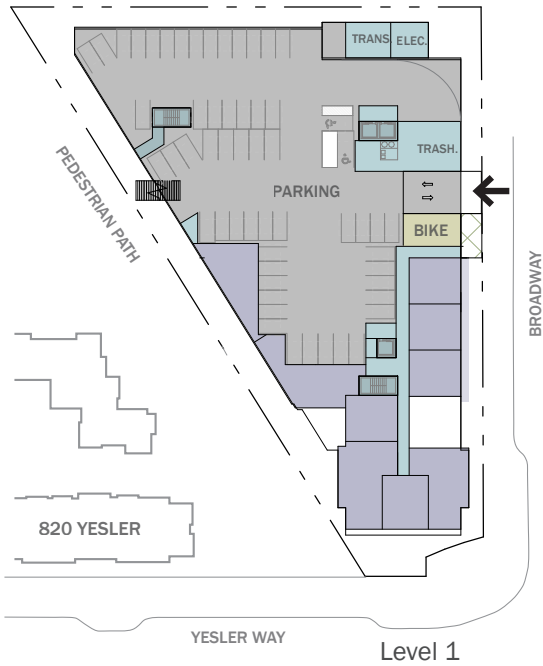 TRANS
ELEC.
TRASH.
PARKING
BIKE
PEDESTRIAN PATH
BROADWAY
820 YESLER
YESLER WAY
Level 1